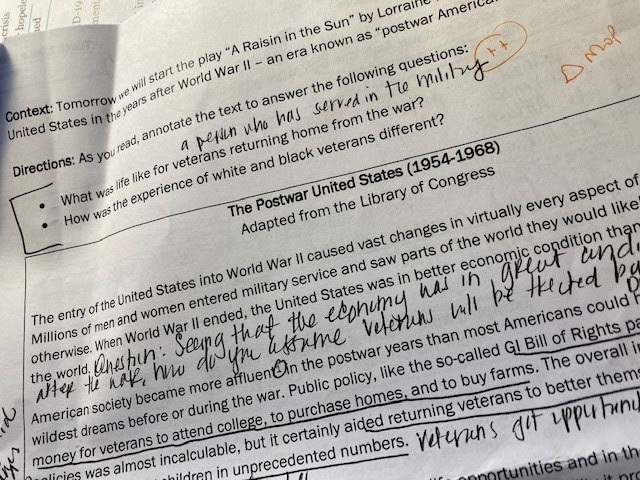 Context: Tomorrow we will start the play "A Raisin in the Sun" by Lorraine
United States in the years after World War II – an era known as "postwar America
++
D MOP
Directions: As you read, annotate the text to answer the following questions:
a person who has served in the military
• What was life like for veterans returning home from the war?
• How was the experience of white and black veterans different?
The Postwar United States (1954-1968)
Adapted from the Library of Congress
The entry of the United States into World War II caused vast changes in virtually every aspect of
Millions of men and women entered military service and saw parts of the world they would likel
otherwise. When World War II ended, the United States was in better economic condition than
the world. Question: Seeing that the economy was in great cond
after the war, how do you assume veterans will be
American society became more affluent in the postwar years than most Americans could
wildest dreams before or during the war. Public policy, like the so-called GI Bill of Rights pa
money for veterans to attend college, to purchase homes, and to buy farms. The overall i
olicies was almost incalculable, but it certainly aided returning veterans to better thems
children in unprecedented numbers. Veterans got
opportunities and in th